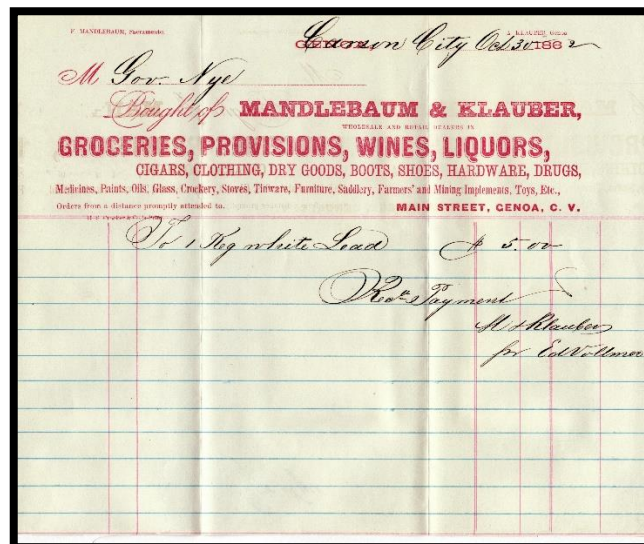 F MANDLEBAUM, Sacramento. A KLAUBER, Genoa
GENOA, Carson City Oct 30 1862
M Gov. Nye
Bought of MANDLEBAUM & KLAUBER,
WHOLESALE AND RETAIL DEALERS IN
GROCERIES, PROVISIONS, WINES, LIQUORS,
CIGARS, CLOTHING, DRY GOODS, BOOTS, SHOES, HARDWARE, DRUGS,
Medicines, Paints, Oils, Glass, Crockery, Stoves, Tinware, Furniture, Saddlery, Farmers' and Mining Implements, Toys, Etc.,
Orders from a distance promptly attended to.
MAIN STREET, GENOA, C. V.
To 1 Keg white Lead $ 5.00
Recd Payment
M & Klauber
pr Ed Vollmer